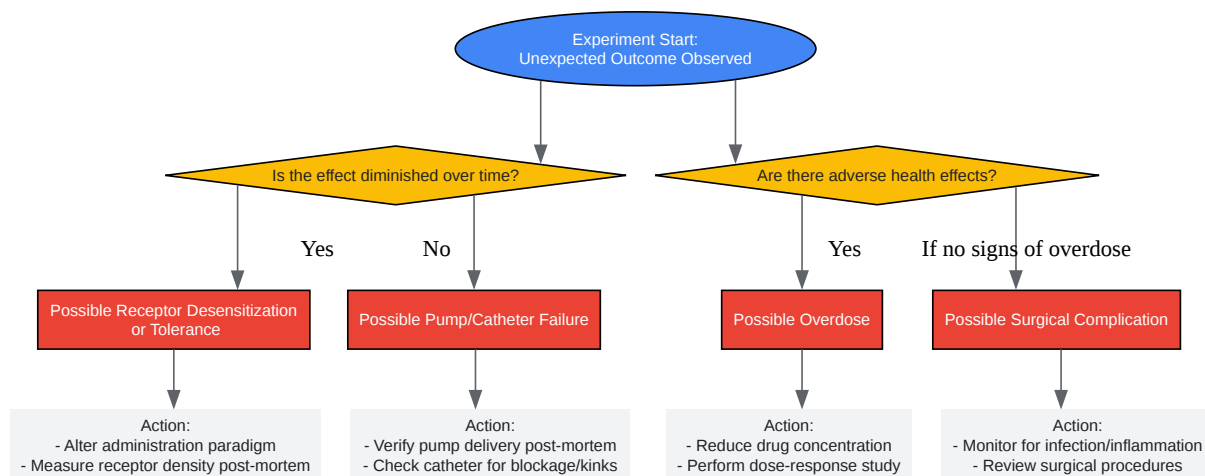 Experiment Start:
Unexpected Outcome Observed
Is the effect diminished over time?
Are there adverse health effects?
Yes
No
Yes
If no signs of overdose
Possible Receptor Desensitization
or Tolerance
Possible Pump/Catheter Failure
Possible Overdose
Possible Surgical Complication
Action:
- Alter administration paradigm
- Measure receptor density post-mortem
Action:
- Verify pump delivery post-mortem
- Check catheter for blockage/kinks
Action:
- Reduce drug concentration
- Perform dose-response study
Action:
- Monitor for infection/inflammation
- Review surgical procedures